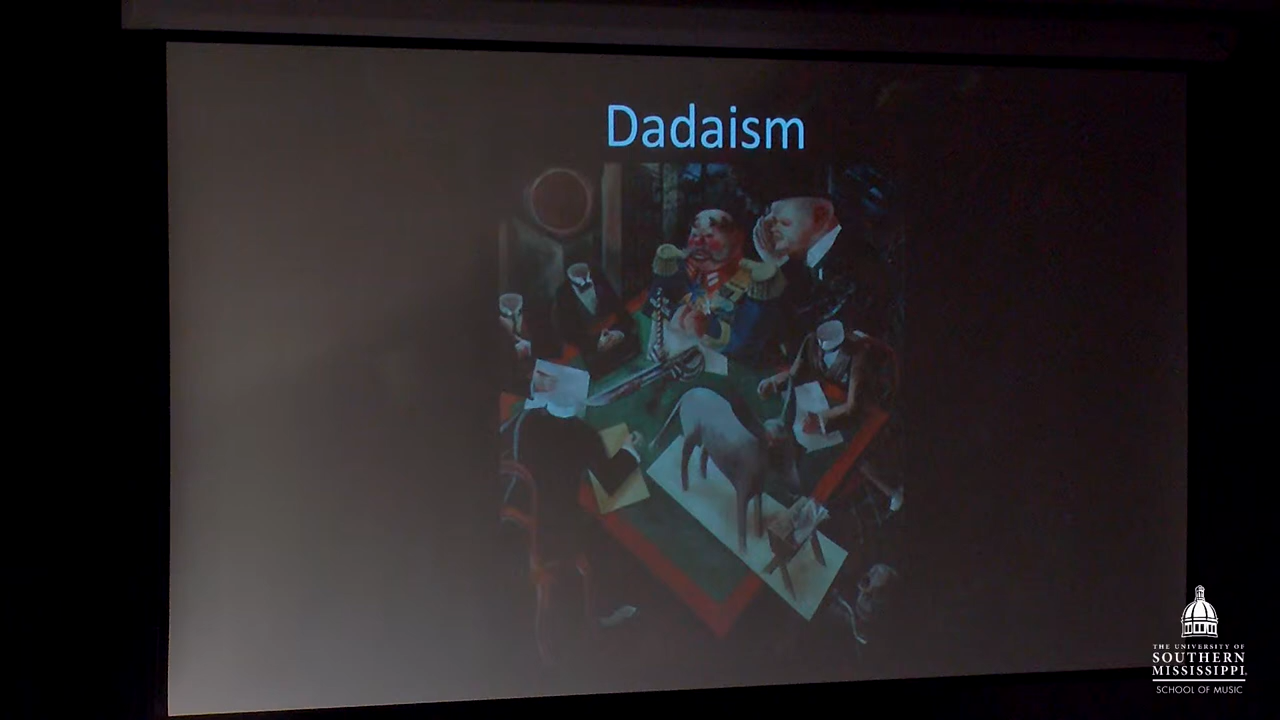 Dadaism
THE UNIVERSITY OF
SOUTHERN
MISSISSIPPI
SCHOOL OF MUSIC